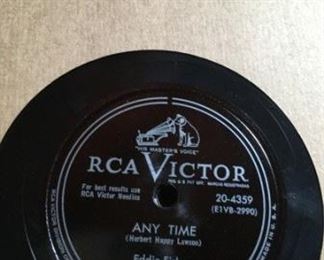 "HIS MASTER'S VOICE"
RCA VICTOR
For best results use
RCA Victor Needles
20-4359
(E1VB-2990)
ANY TIME
(Herbert Happy Lawson)
Eddie